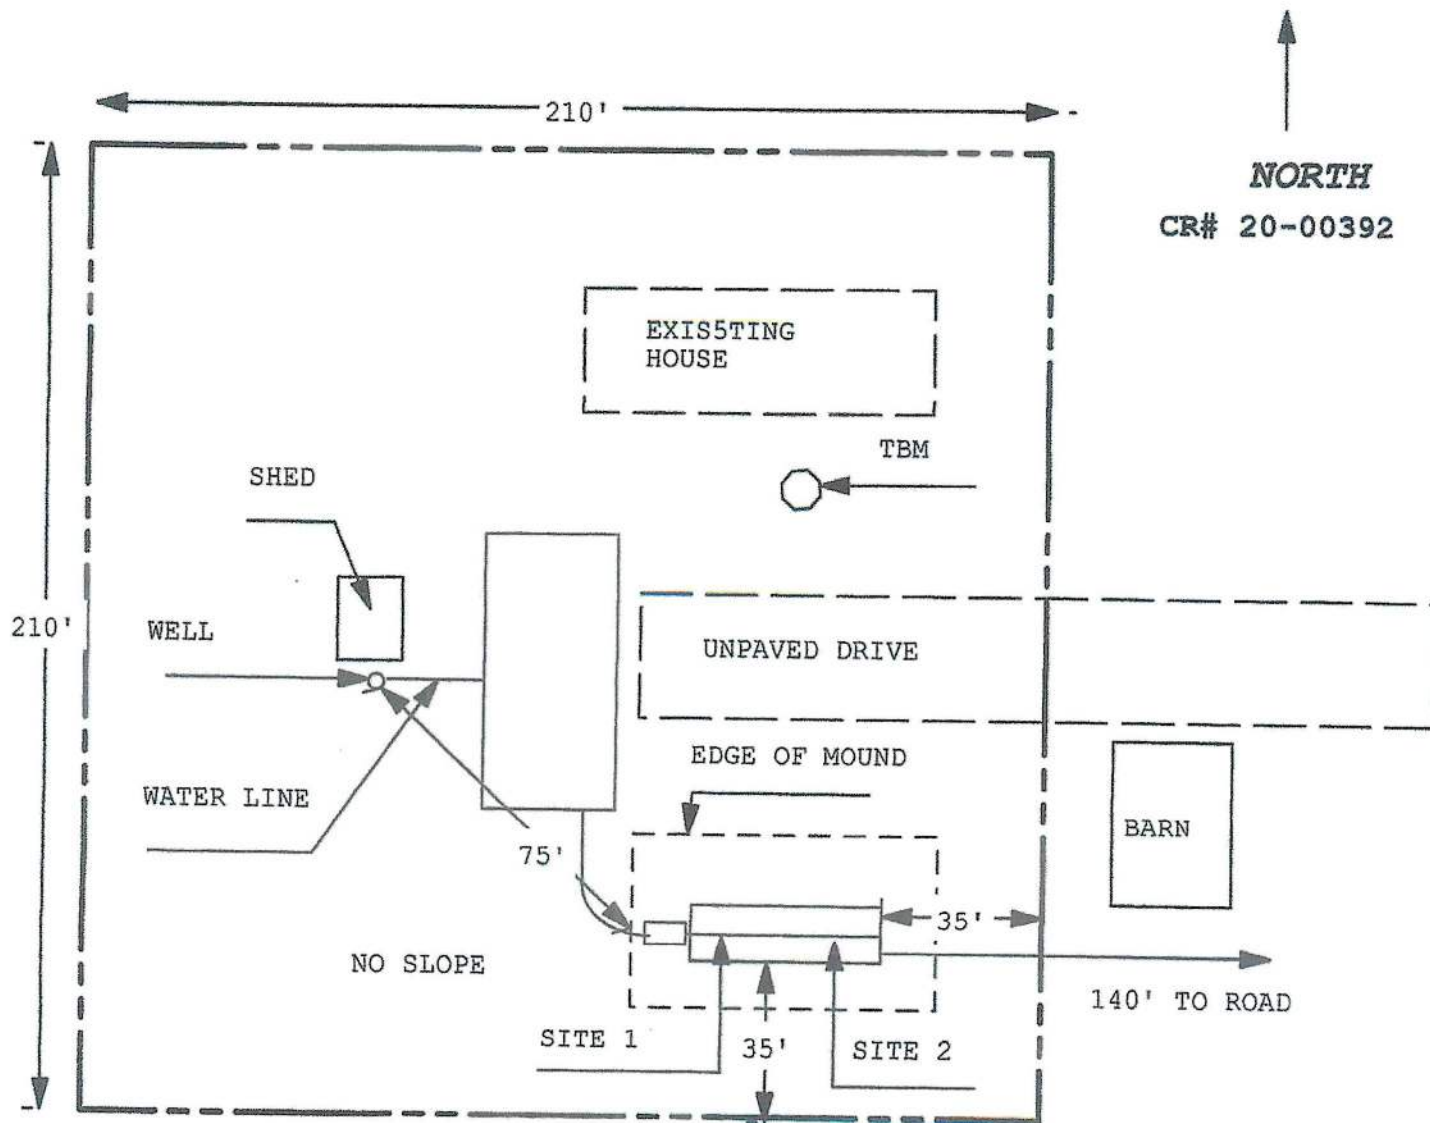 210'
NORTH
CR# 20-00392
EXIS5TING
HOUSE
TBM
SHED
210'
WELL
UNPAVED DRIVE
EDGE OF MOUND
WATER LINE
BARN
75'
35'
NO SLOPE
140' TO ROAD
SITE 1
35'
SITE 2